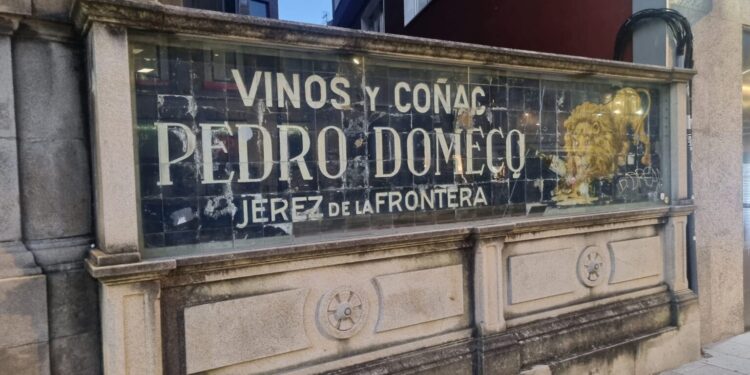 VINOS Y COÑAC
PEDRO DOMECQ
JEREZ DE LA FRONTERA